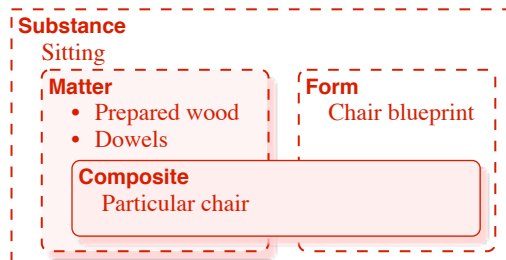 Substance
Sitting
Matter
• Prepared wood
• Dowels
Form
Chair blueprint
Composite
Particular chair